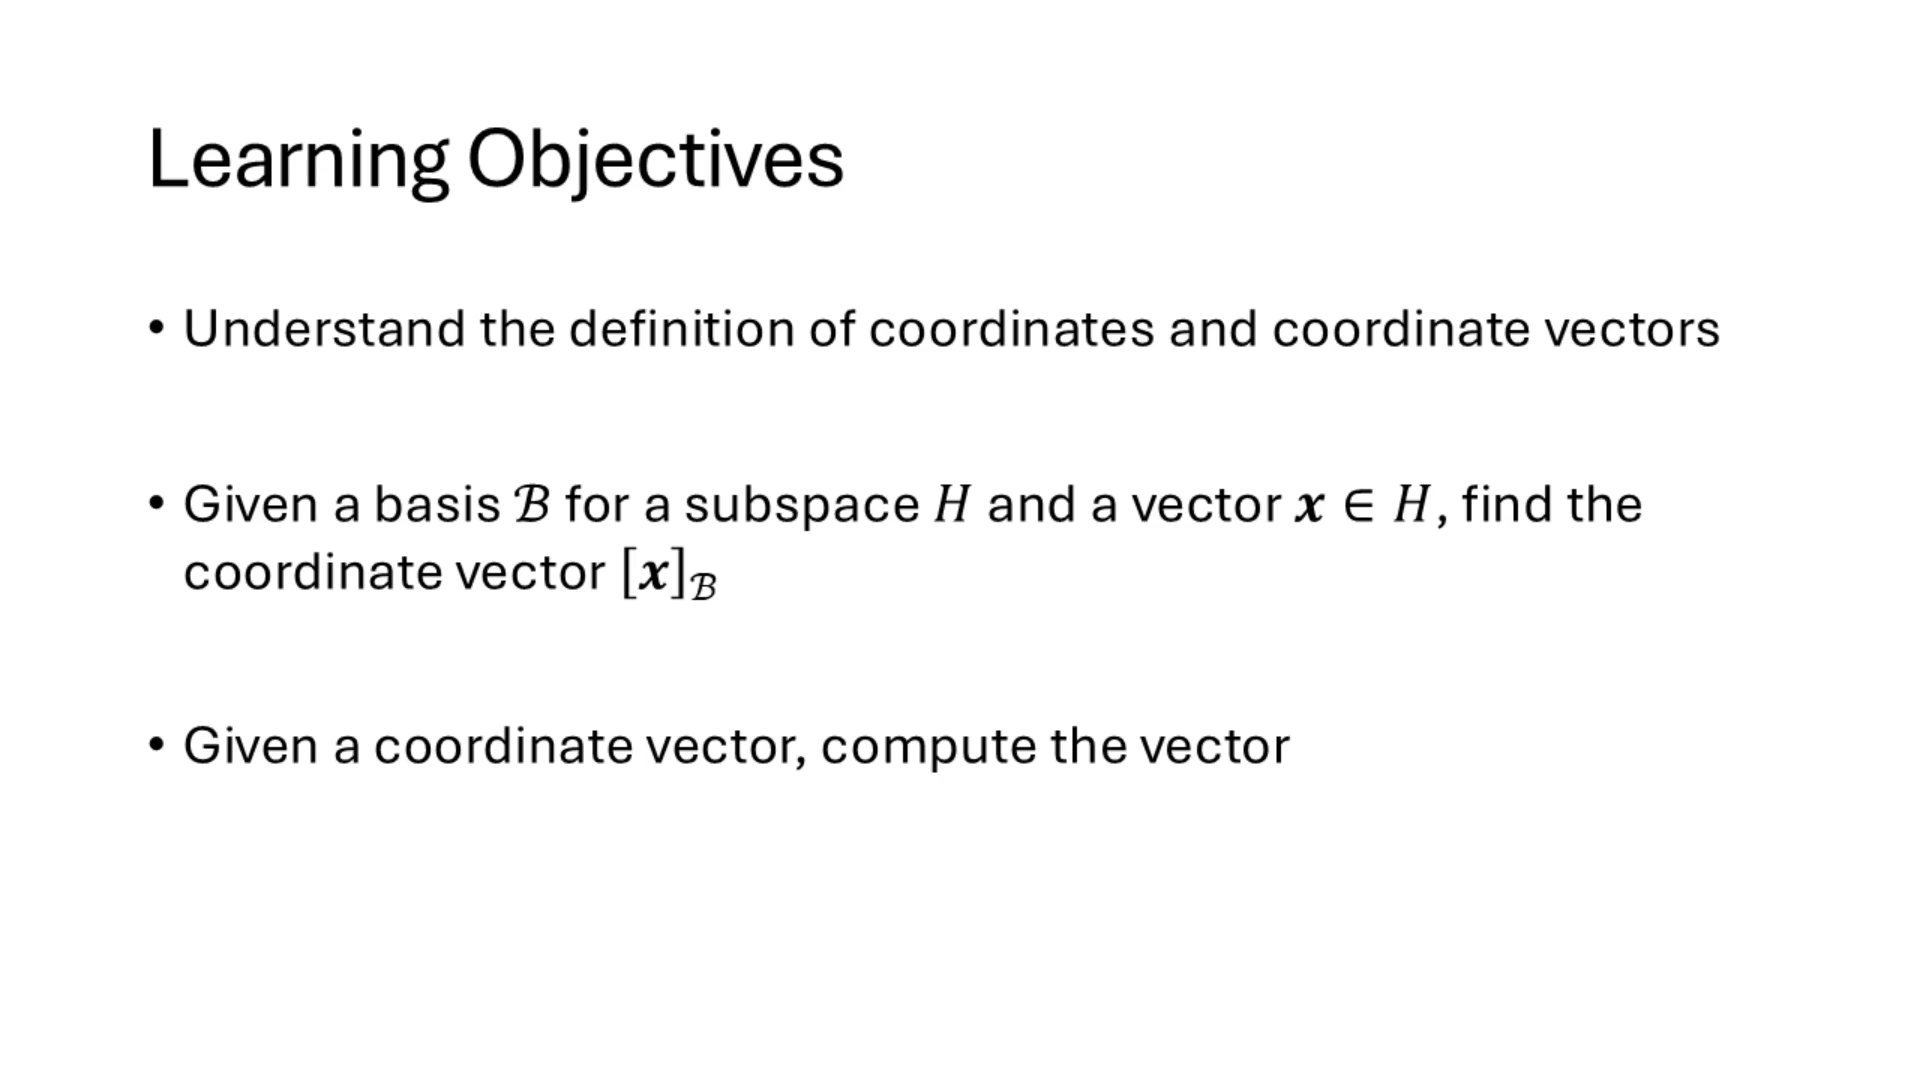 Learning Objectives
• Understand the definition of coordinates and coordinate vectors
• Given a basis ℬ for a subspace 𝐻 and a vector 𝒙 ∈ 𝐻, find the
coordinate vector [𝒙]ℬ
• Given a coordinate vector, compute the vector